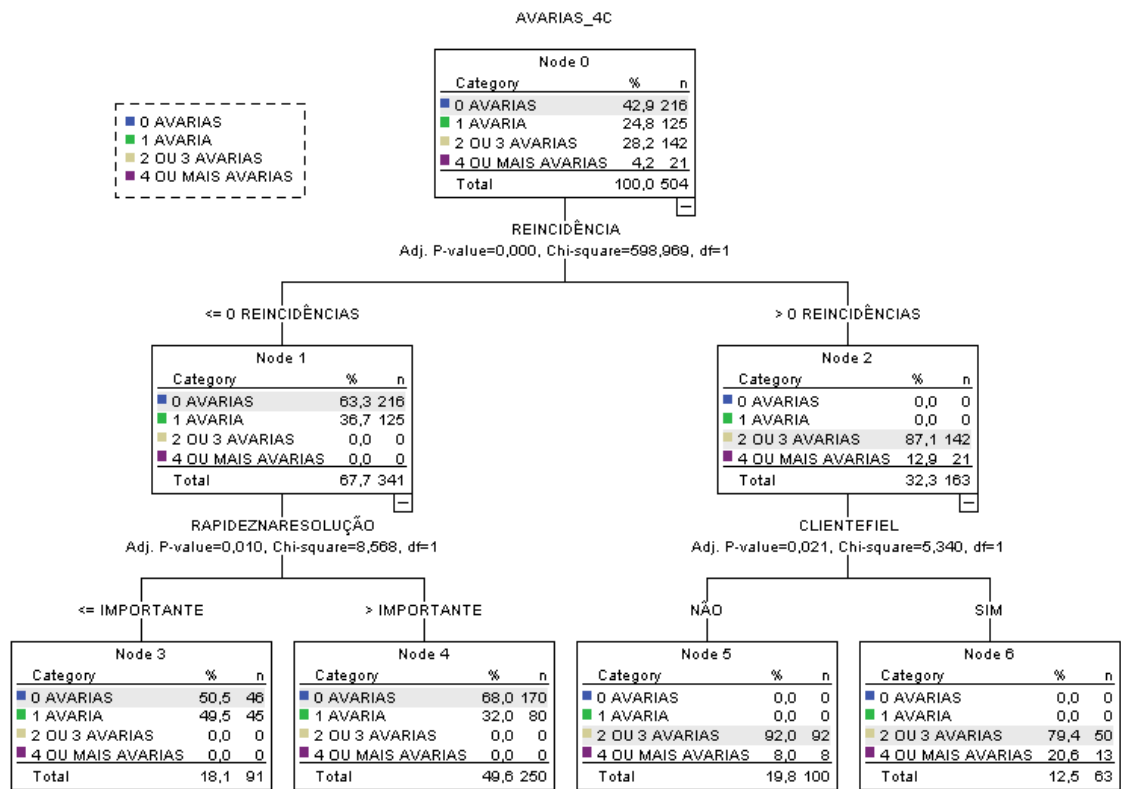 AVARIAS_4C
0 AVARIAS
1 AVARIA
2 OU 3 AVARIAS
4 OU MAIS AVARIAS
Node 0
Category % n
0 AVARIAS 42,9 216
1 AVARIA 24,8 125
2 OU 3 AVARIAS 28,2 142
4 OU MAIS AVARIAS 4,2 21
Total 100,0 504
REINCIDÊNCIA
Adj. P-value=0,000, Chi-square=598,969, df=1
<= 0 REINCIDÊNCIAS
> 0 REINCIDÊNCIAS
Node 1
Category % n
0 AVARIAS 63,3 216
1 AVARIA 36,7 125
2 OU 3 AVARIAS 0,0 0
4 OU MAIS AVARIAS 0,0 0
Total 67,7 341
Node 2
Category % n
0 AVARIAS 0,0 0
1 AVARIA 0,0 0
2 OU 3 AVARIAS 87,1 142
4 OU MAIS AVARIAS 12,9 21
Total 32,3 163
RAPIDEZNARESOLUÇÃO
Adj. P-value=0,010, Chi-square=8,568, df=1
CLIENTEFIEL
Adj. P-value=0,021, Chi-square=5,340, df=1
<= IMPORTANTE
> IMPORTANTE
NÃO
SIM
Node 3
Category % n
0 AVARIAS 50,5 46
1 AVARIA 49,5 45
2 OU 3 AVARIAS 0,0 0
4 OU MAIS AVARIAS 0,0 0
Total 18,1 91
Node 4
Category % n
0 AVARIAS 68,0 170
1 AVARIA 32,0 80
2 OU 3 AVARIAS 0,0 0
4 OU MAIS AVARIAS 0,0 0
Total 49,6 250
Node 5
Category % n
0 AVARIAS 0,0 0
1 AVARIA 0,0 0
2 OU 3 AVARIAS 92,0 92
4 OU MAIS AVARIAS 8,0 8
Total 19,8 100
Node 6
Category % n
0 AVARIAS 0,0 0
1 AVARIA 0,0 0
2 OU 3 AVARIAS 79,4 50
4 OU MAIS AVARIAS 20,6 13
Total 12,5 63